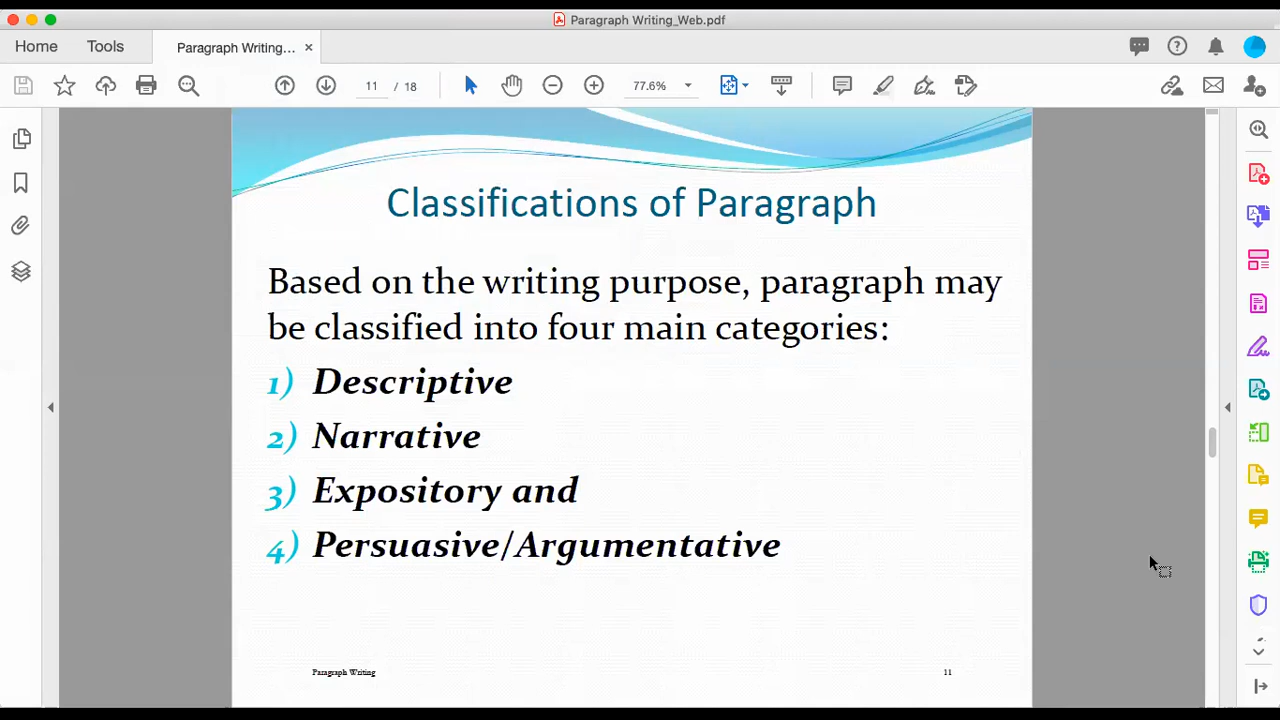 Paragraph Writing_Web.pdf
Home
Tools
Paragraph Writing...
11 / 18
77.6%
Classifications of Paragraph
Based on the writing purpose, paragraph may
be classified into four main categories:
1) Descriptive
2) Narrative
3) Expository and
4) Persuasive/Argumentative
Paragraph Writing
11